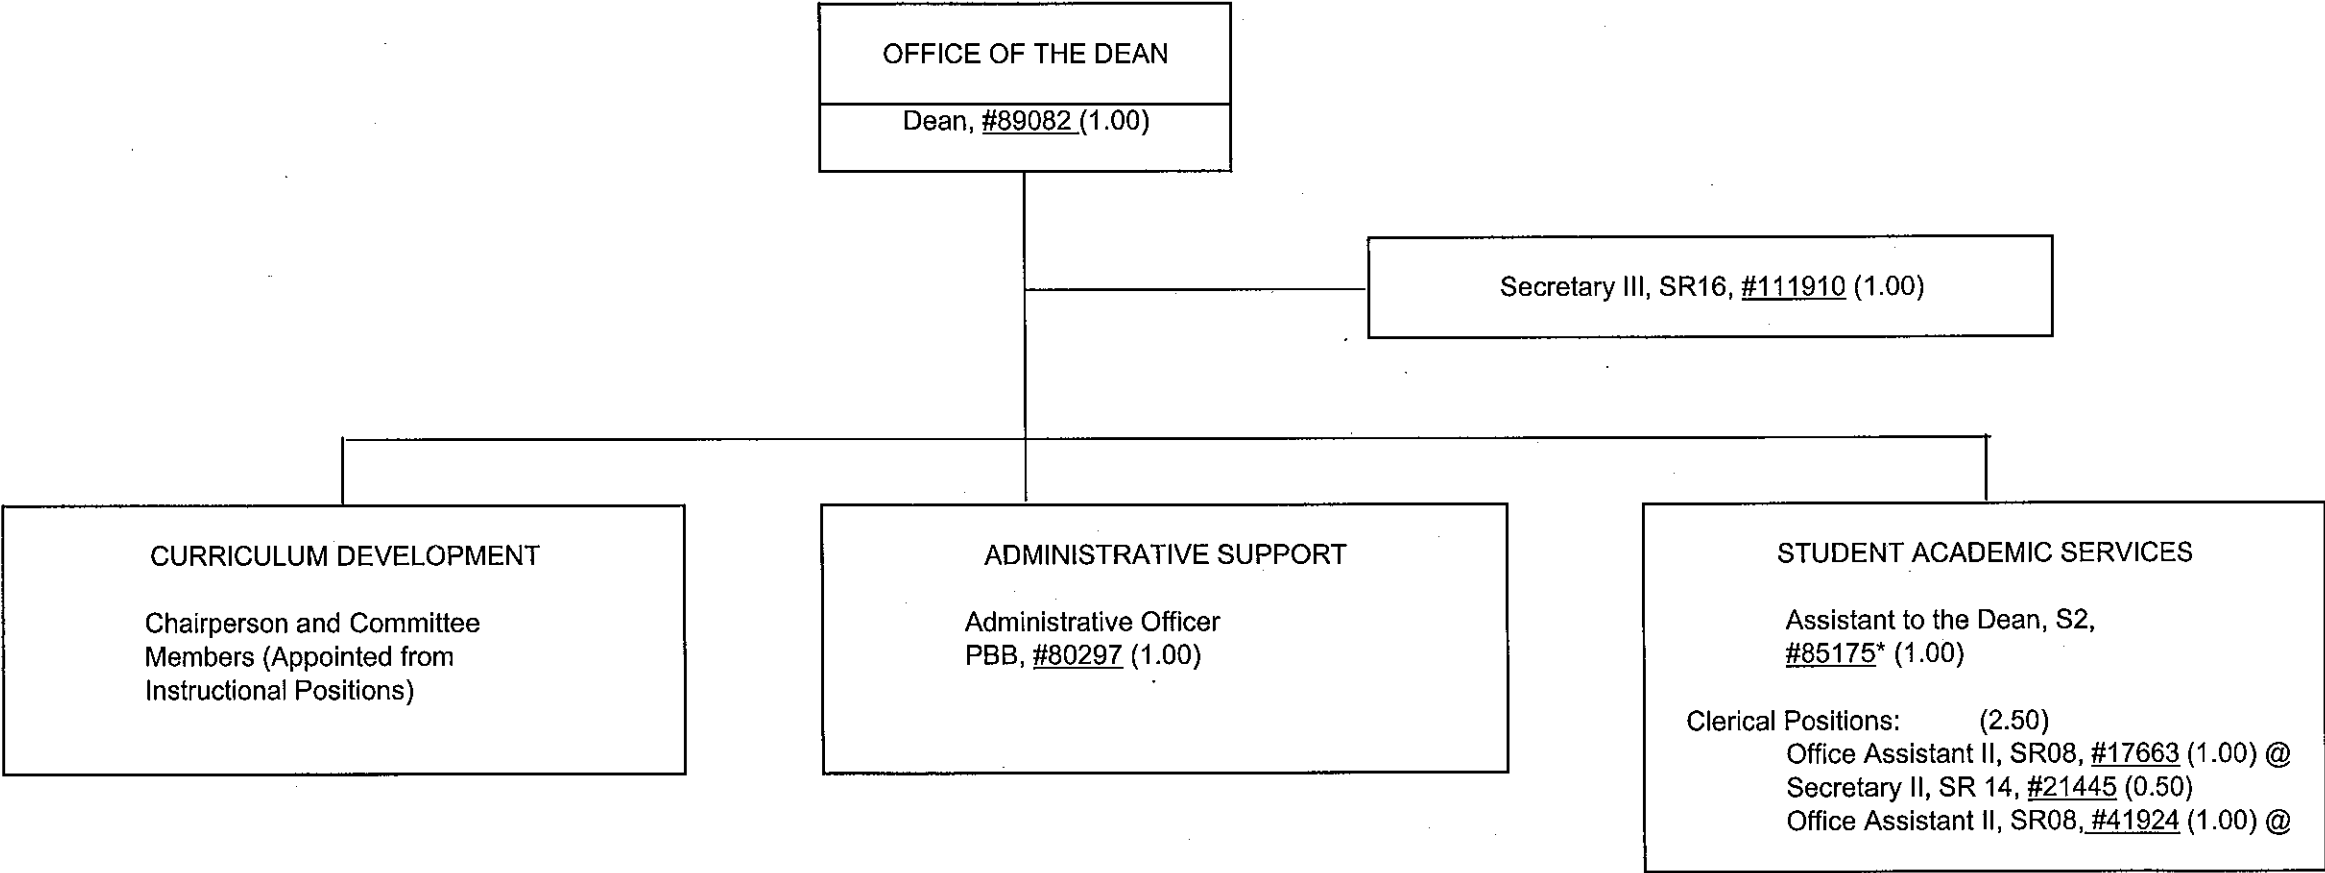 OFFICE OF THE DEAN
Dean, #89082 (1.00)
Secretary III, SR16, #111910 (1.00)
CURRICULUM DEVELOPMENT
Chairperson and Committee
Members (Appointed from
Instructional Positions)
ADMINISTRATIVE SUPPORT
Administrative Officer
PBB, #80297 (1.00)
STUDENT ACADEMIC SERVICES
Assistant to the Dean, S2,
#85175* (1.00)
Clerical Positions: (2.50)
Office Assistant II, SR08, #17663 (1.00) @
Secretary II, SR 14, #21445 (0.50)
Office Assistant II, SR08, #41924 (1.00) @